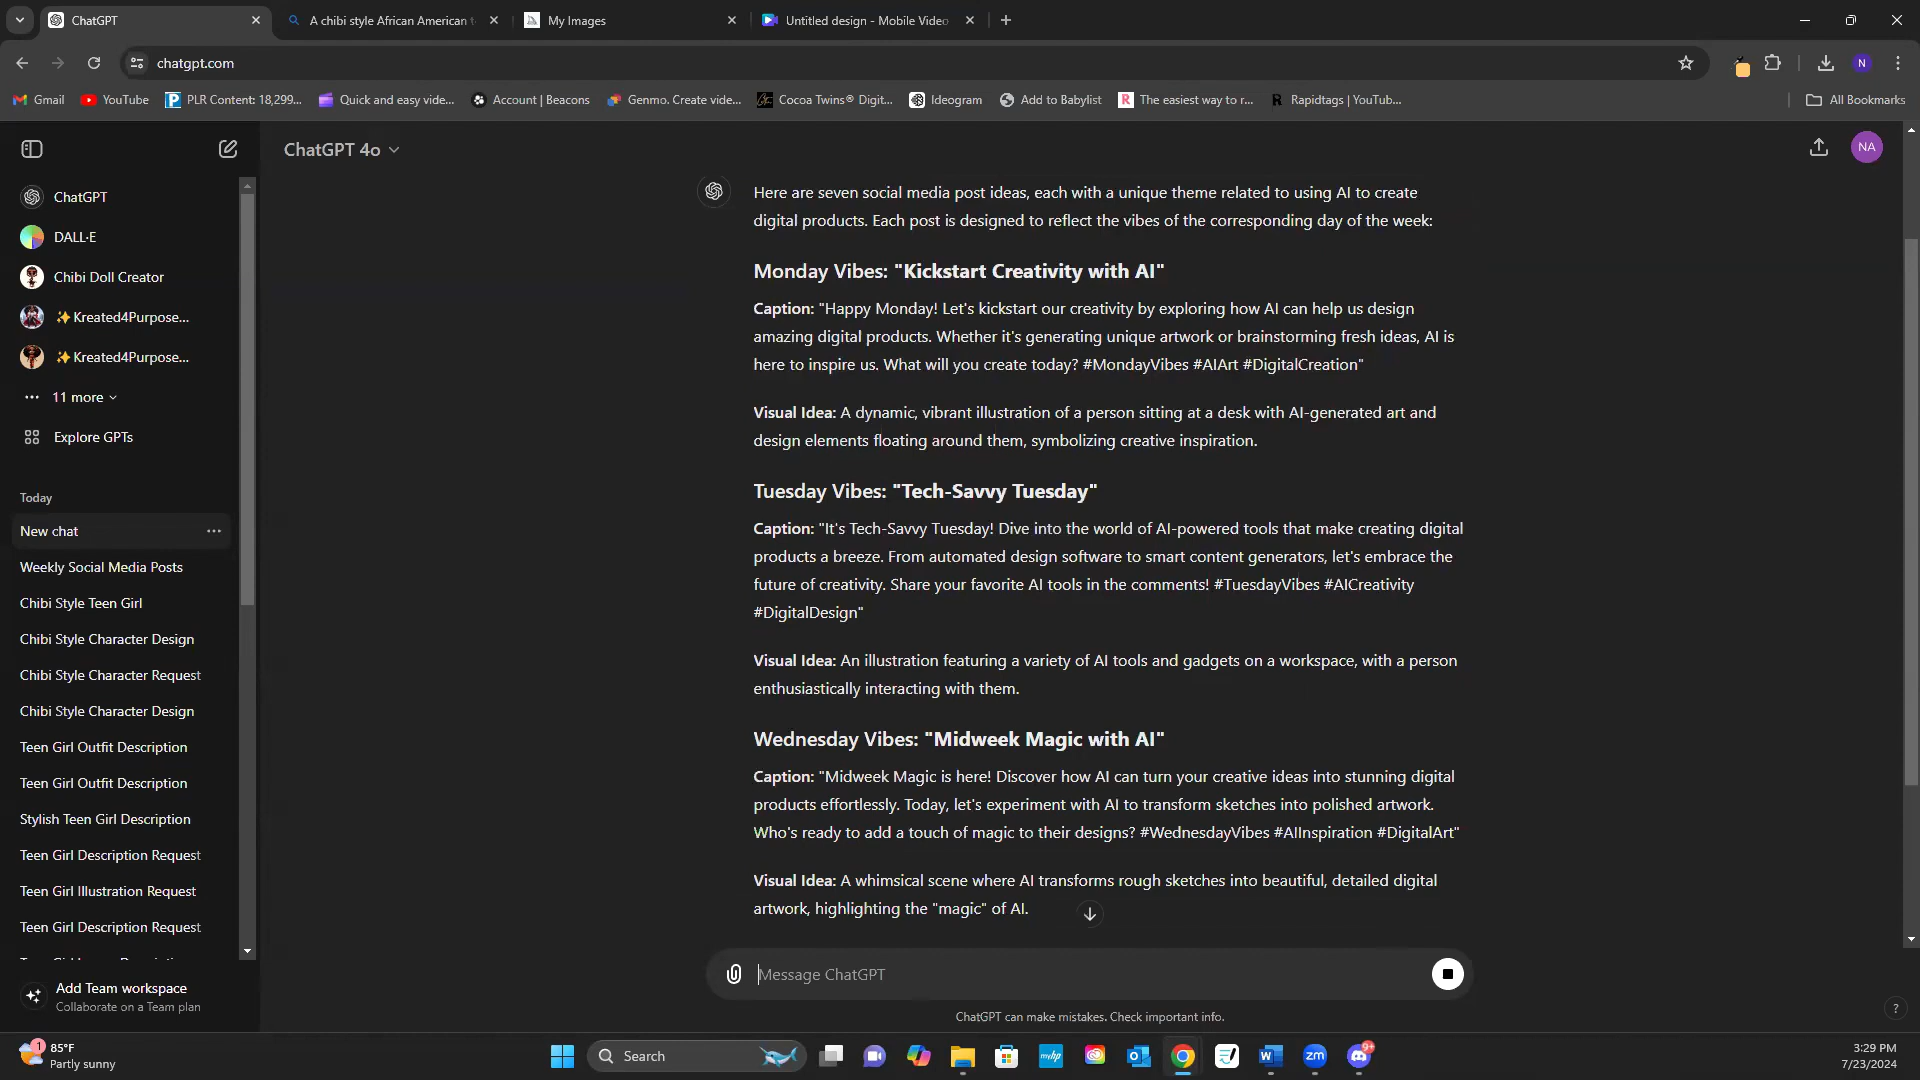 ChatGPT
A chibi style African American t
My Images
Untitled design - Mobile Video
chatgpt.com
N
Gmail
YouTube
PLR Content: 18,299...
Quick and easy vide...
Account | Beacons
Genmo. Create vide...
Cocoa Twins® Digit...
Ideogram
Add to Babylist
The easiest way to r...
Rapidtags | YouTub...
All Bookmarks
ChatGPT 4o
NA
ChatGPT
DALL·E
Chibi Doll Creator
✨Kreated4Purpose...
✨Kreated4Purpose...
11 more
Explore GPTs
Today
New chat
Weekly Social Media Posts
Chibi Style Teen Girl
Chibi Style Character Design
Chibi Style Character Request
Chibi Style Character Design
Teen Girl Outfit Description
Teen Girl Outfit Description
Stylish Teen Girl Description
Teen Girl Description Request
Teen Girl Illustration Request
Teen Girl Description Request
Add Team workspace
Collaborate on a Team plan
Here are seven social media post ideas, each with a unique theme related to using AI to create
digital products. Each post is designed to reflect the vibes of the corresponding day of the week:
Monday Vibes: "Kickstart Creativity with AI"
Caption: "Happy Monday! Let's kickstart our creativity by exploring how AI can help us design
amazing digital products. Whether it's generating unique artwork or brainstorming fresh ideas, AI is
here to inspire us. What will you create today? #MondayVibes #AIArt #DigitalCreation"
Visual Idea: A dynamic, vibrant illustration of a person sitting at a desk with AI-generated art and
design elements floating around them, symbolizing creative inspiration.
Tuesday Vibes: "Tech-Savvy Tuesday"
Caption: "It's Tech-Savvy Tuesday! Dive into the world of AI-powered tools that make creating digital
products a breeze. From automated design software to smart content generators, let's embrace the
future of creativity. Share your favorite AI tools in the comments! #TuesdayVibes #AICreativity
#DigitalDesign"
Visual Idea: An illustration featuring a variety of AI tools and gadgets on a workspace, with a person
enthusiastically interacting with them.
Wednesday Vibes: "Midweek Magic with AI"
Caption: "Midweek Magic is here! Discover how AI can turn your creative ideas into stunning digital
products effortlessly. Today, let's experiment with AI to transform sketches into polished artwork.
Who's ready to add a touch of magic to their designs? #WednesdayVibes #AIInspiration #DigitalArt"
Visual Idea: A whimsical scene where AI transforms rough sketches into beautiful, detailed digital
artwork, highlighting the "magic" of AI.
Message ChatGPT
ChatGPT can make mistakes. Check important info.
?
1
85°F
Partly sunny
Search
myhp
zm
9+
3:29 PM
7/23/2024